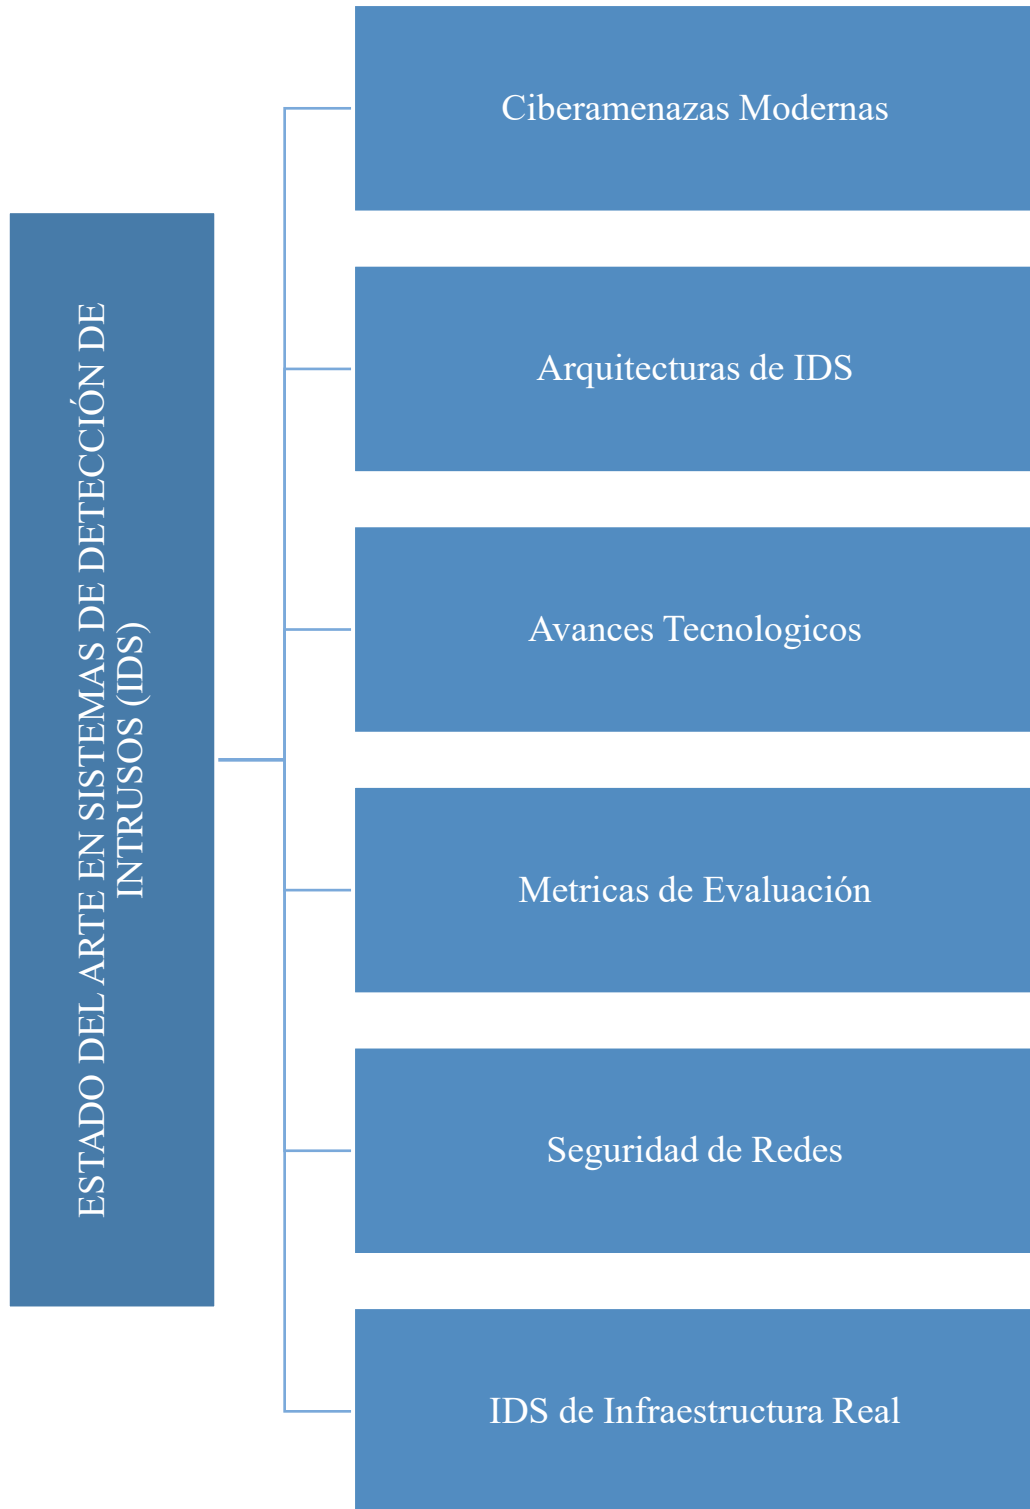 ESTADO DEL ARTE EN SISTEMAS DE DETECCIÓN DE
INTRUSOS (IDS)
Ciberamenazas Modernas
Arquitecturas de IDS
Avances Tecnologicos
Metricas de Evaluación
Seguridad de Redes
IDS de Infraestructura Real